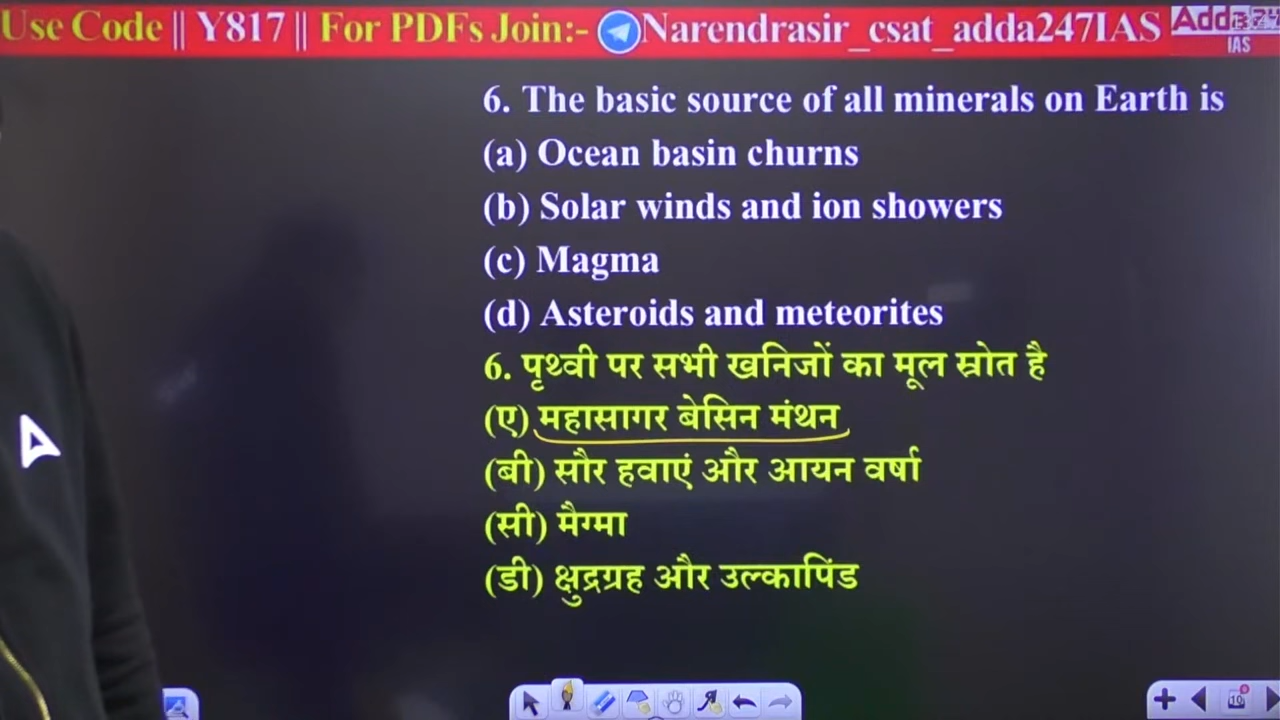 Use Code || Y817 || For PDFs Join:- Narendrasir_csat_adda247IAS
IAS
6. The basic source of all minerals on Earth is
(a) Ocean basin churns
(b) Solar winds and ion showers
(c) Magma
(d) Asteroids and meteorites
6. पृथ्वी पर सभी खनिजों का मूल स्रोत है
(ए) महासागर बेसिन मंथन
(बी) सौर हवाएं और आयन वर्षा
(सी) मैग्मा
(डी) क्षुद्रग्रह और उल्कापिंड
10